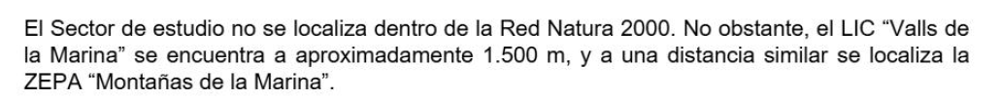 El Sector de estudio no se localiza dentro de la Red Natura 2000. No obstante, el LIC “Valls de
la Marina” se encuentra a aproximadamente 1.500 m, y a una distancia similar se localiza la
ZEPA “Montañas de la Marina”.